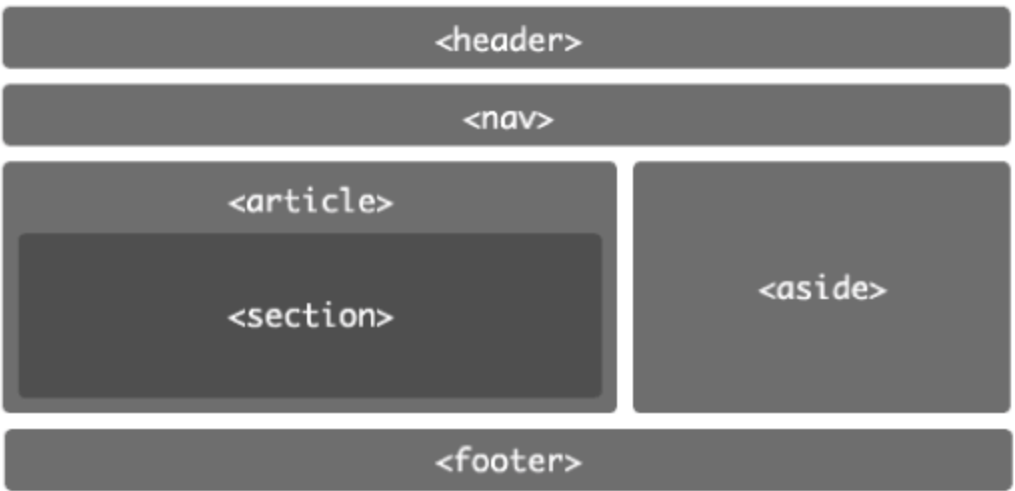 <header>
<nav>
<article>
<section>
<aside>
<footer>